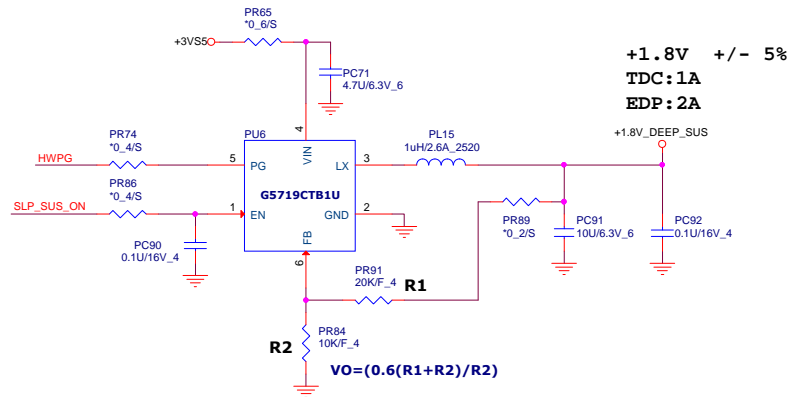 PR65
*0_6/S
+3VS5
PC71
4.7U/6.3V_6
+1.8V +/- 5%
TDC:1A
EDP:2A
+1.8V_DEEP_SUS
PR74
*0_4/S
HWPG
PU6
4
VIN
5
PG
LX
3
PL15
1uH/2.6A_2520
G5719CTB1U
PR86
*0_4/S
SLP_SUS_ON
1
EN
GND
2
FB
6
PC90
0.1U/16V_4
PR89
*0_2/S
PC91
10U/6.3V_6
PC92
0.1U/16V_4
PR91
20K/F_4
R1
R2
PR84
10K/F_4
VO=(0.6(R1+R2)/R2)